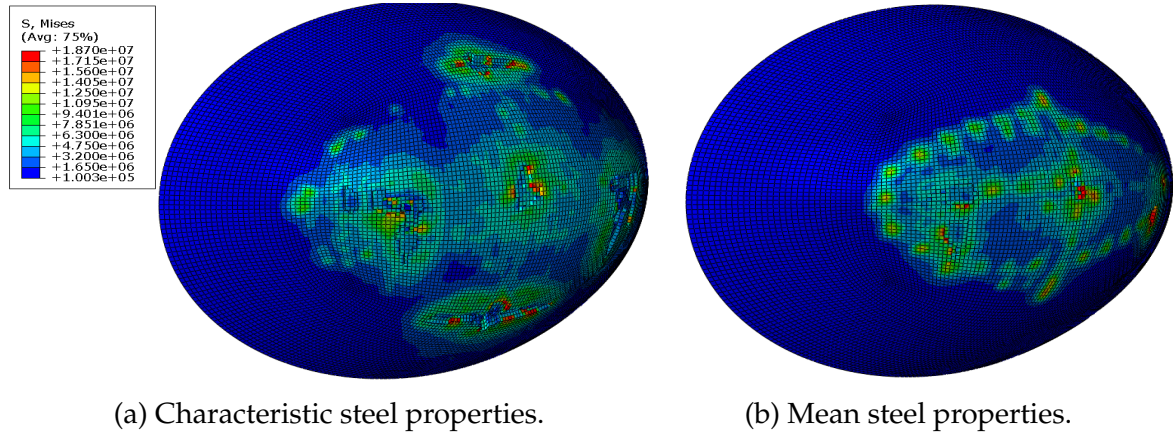 S, Mises
(Avg: 75%)
+1.870e+07
+1.715e+07
+1.560e+07
+1.405e+07
+1.250e+07
+1.095e+07
+9.401e+06
+7.851e+06
+6.300e+06
+4.750e+06
+3.200e+06
+1.650e+06
+1.003e+05
(a) Characteristic steel properties.
(b) Mean steel properties.